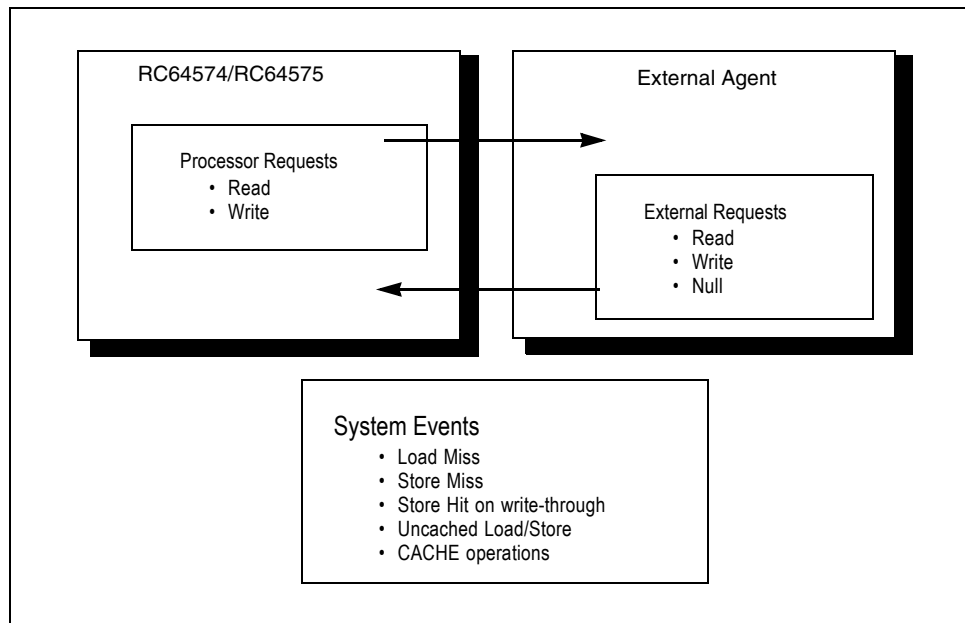 RC64574/RC64575
Processor Requests
• Read
• Write
External Agent
External Requests
• Read
• Write
• Null
System Events
• Load Miss
• Store Miss
• Store Hit on write-through
• Uncached Load/Store
• CACHE operations